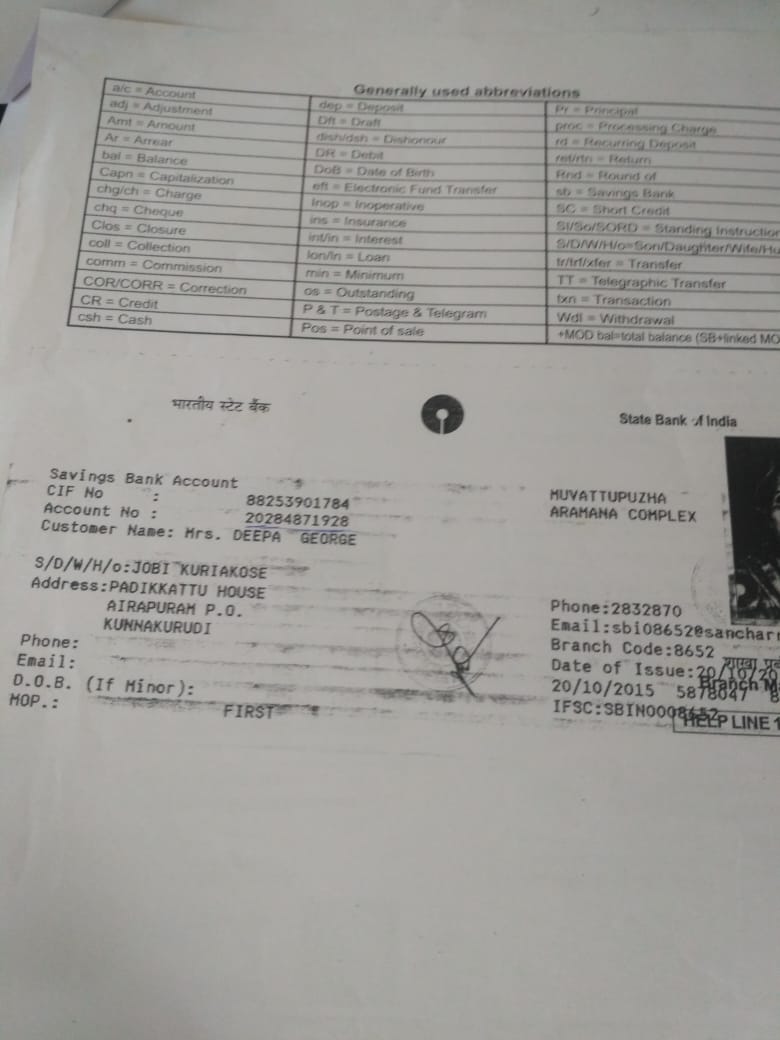 Generally used abbreviations
a/c = Account
adj = Adjustment
Amt = Amount
Ar = Arrear
bal = Balance
Capn = Capitalization
chg/ch = Charge
chq = Cheque
Clos = Closure
coll = Collection
comm = Commission
COR/CORR = Correction
CR = Credit
csh = Cash
dep = Deposit
Dft = Draft
dish/dsh = Dishonour
DR = Debit
DoB = Date of Birth
eft = Electronic Fund Transfer
Inop = Inoperative
ins = Insurance
int/in = Interest
lon/ln = Loan
min = Minimum
os = Outstanding
P & T = Postage & Telegram
Pos = Point of sale
Pr = Principal
proc = Processing Charge
rd = Recurring Deposit
ret/rtn = Return
Rnd = Round of
sb = Savings Bank
SC = Short Credit
SI/So/SORD = Standing Instruction
S/D/W/H/o=Son/Daughter/Wife/Hu
tr/trf/xfer = Transfer
TT = Telegraphic Transfer
txn = Transaction
Wdl = Withdrawal
+MOD bal=total balance (SB+linked MO
भारतीय स्टेट बैंक
State Bank of India
Savings Bank Account
CIF No : 88253901784
Account No : 20284871928
Customer Name: Mrs. DEEPA GEORGE
S/D/W/H/o:JOBI KURIAKOSE
Address:PADIKKATTU HOUSE
AIRAPURAM P.O.
KUNNAKURUDI
Phone:
Email:
D.O.B. (If Minor):
MOP.: FIRST
MUVATTUPUZHA
ARAMANA COMPLEX
Phone:2832870
Email:sbi08652@sanchar
Branch Code:8652
शाखा
Date of Issue:20/10/20
Branch M
20/10/2015 5878047 8
IFSC:SBIN0008652
HELP LINE 1